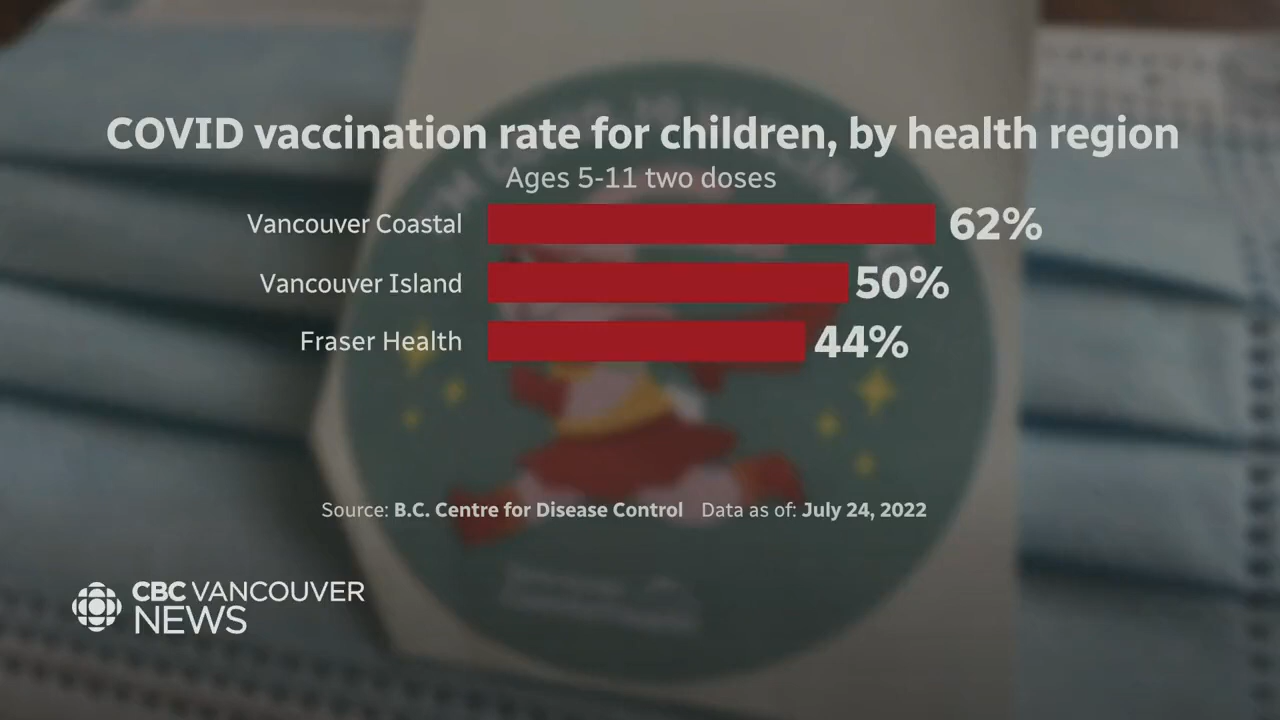 COVID vaccination rate for children, by health region
Ages 5-11 two doses
Vancouver Coastal 62%
Vancouver Island 50%
Fraser Health 44%
Source: B.C. Centre for Disease Control Data as of: July 24, 2022
CBC VANCOUVER
NEWS